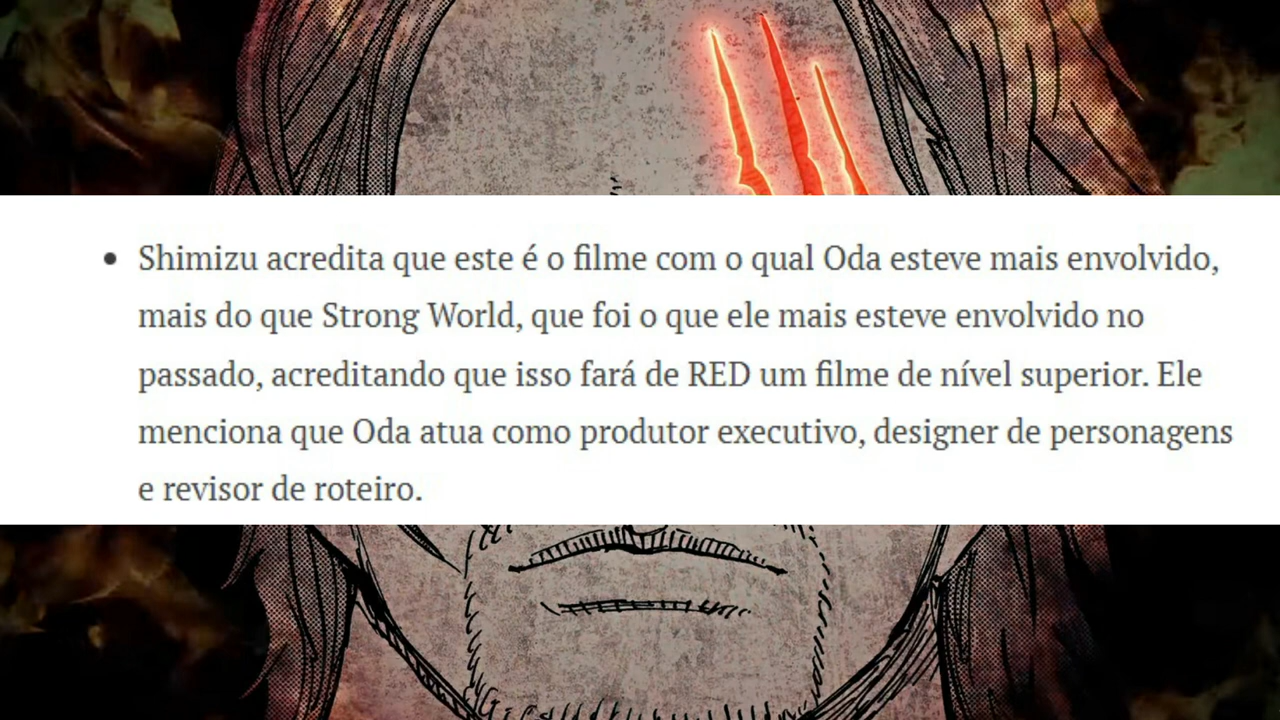 Shimizu acredita que este é o filme com o qual Oda esteve mais envolvido,
mais do que Strong World, que foi o que ele mais esteve envolvido no
passado, acreditando que isso fará de RED um filme de nível superior. Ele
menciona que Oda atua como produtor executivo, designer de personagens
e revisor de roteiro.